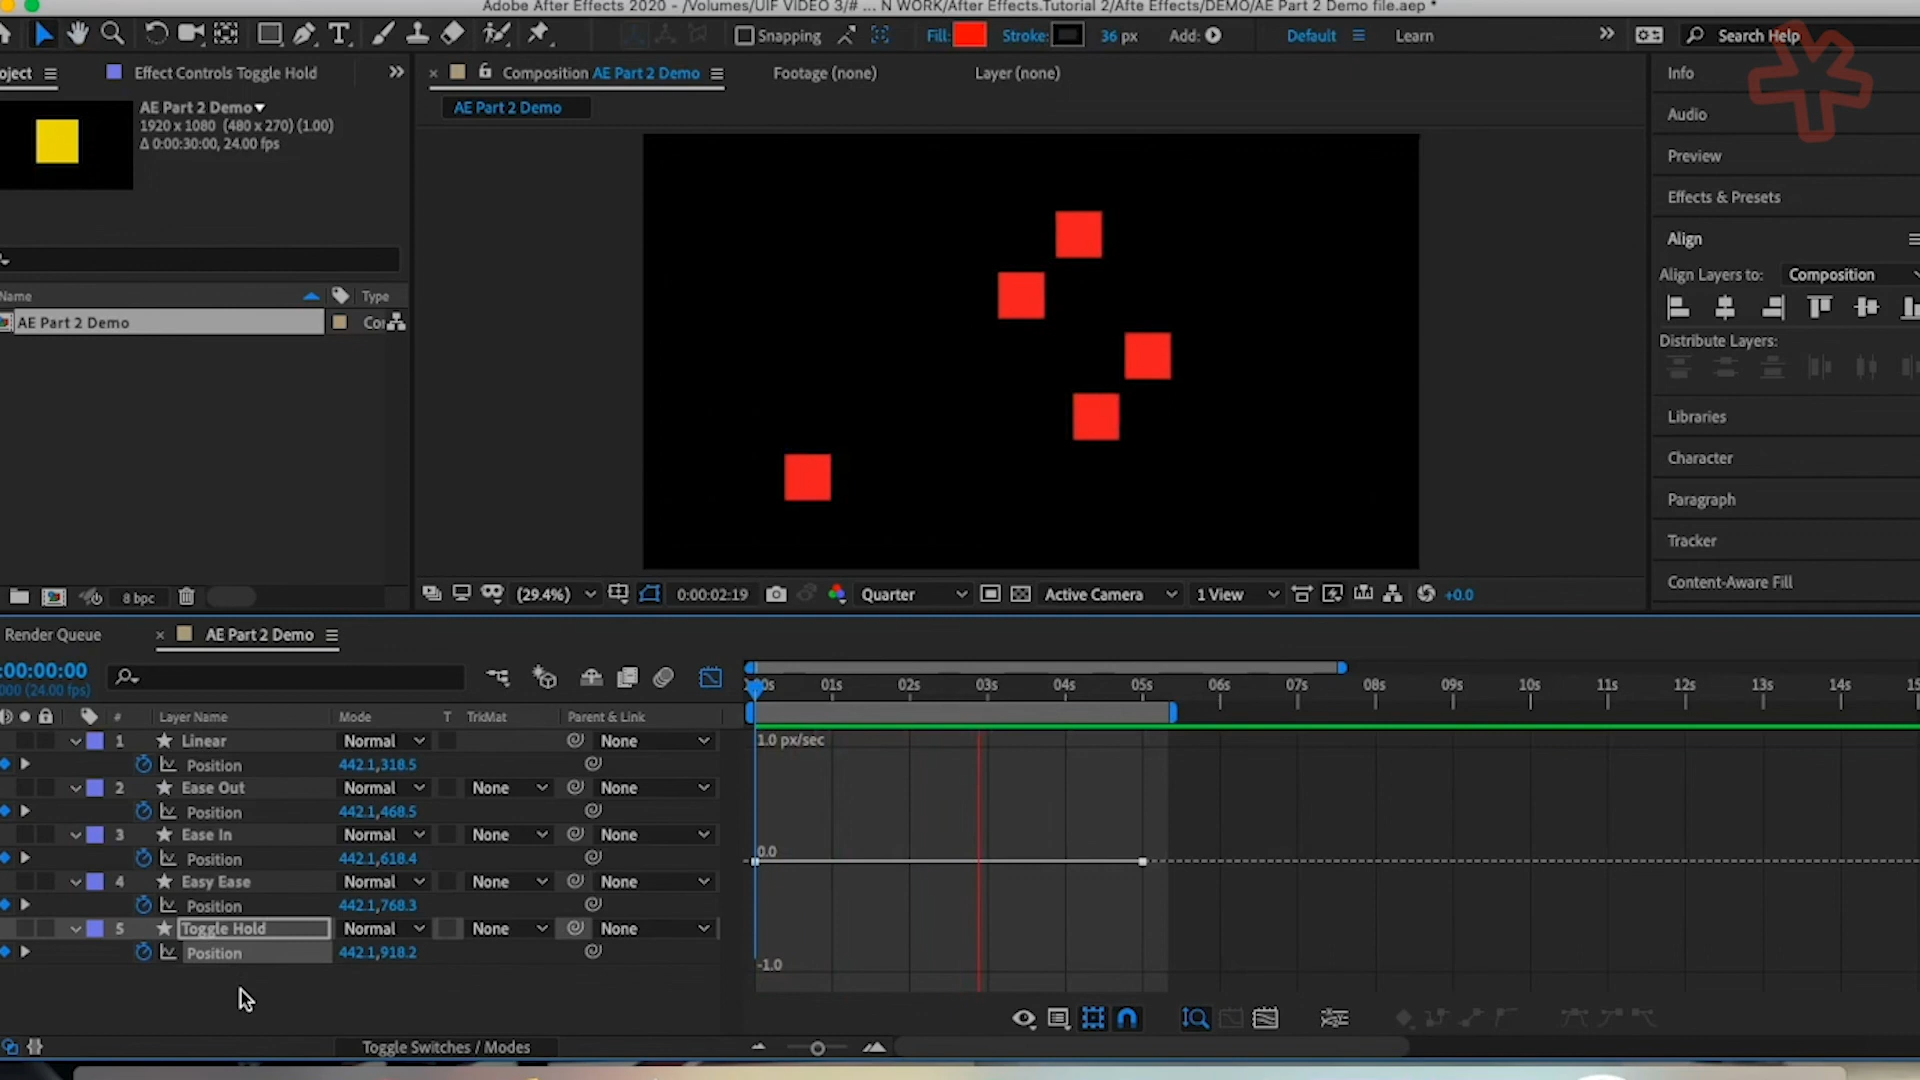 Adobe After Effects 2020 - /Volumes/UIF VIDEO 3/# ... N WORK/After Effects.Tutorial 2/Afte Effects/DEMO/AE Part 2 Demo file.aep *
Snapping Fill: Stroke: 36 px Add: Default Learn Search Help
oject Effect Controls Toggle Hold Composition AE Part 2 Demo Footage (none) Layer (none) Info
AE Part 2 Demo AE Part 2 Demo
1920 x 1080 (480 x 270) (1.00)
Δ 0:00:30:00, 24.00 fps
Audio
Preview
Effects & Presets
Align
Align Layers to: Composition
Distribute Layers:
Libraries
Character
Paragraph
Tracker
Content-Aware Fill
Name Type
AE Part 2 Demo Co
8 bpc (29.4%) 0:00:02:19 Quarter Active Camera 1 View +0.0
Render Queue AE Part 2 Demo
:00:00:00
000 (24.00 fps)
00s 01s 02s 03s 04s 05s 06s 07s 08s 09s 10s 11s 12s 13s 14s 15
# Layer Name Mode T TrkMat Parent & Link
1 Linear Normal None
Position 442.1,318.5
2 Ease Out Normal None None
Position 442.1,468.5
3 Ease In Normal None None
Position 442.1,618.4
4 Easy Ease Normal None None
Position 442.1,768.3
5 Toggle Hold Normal None None
Position 442.1,918.2
1.0 px/sec
0.0
-1.0
Toggle Switches / Modes